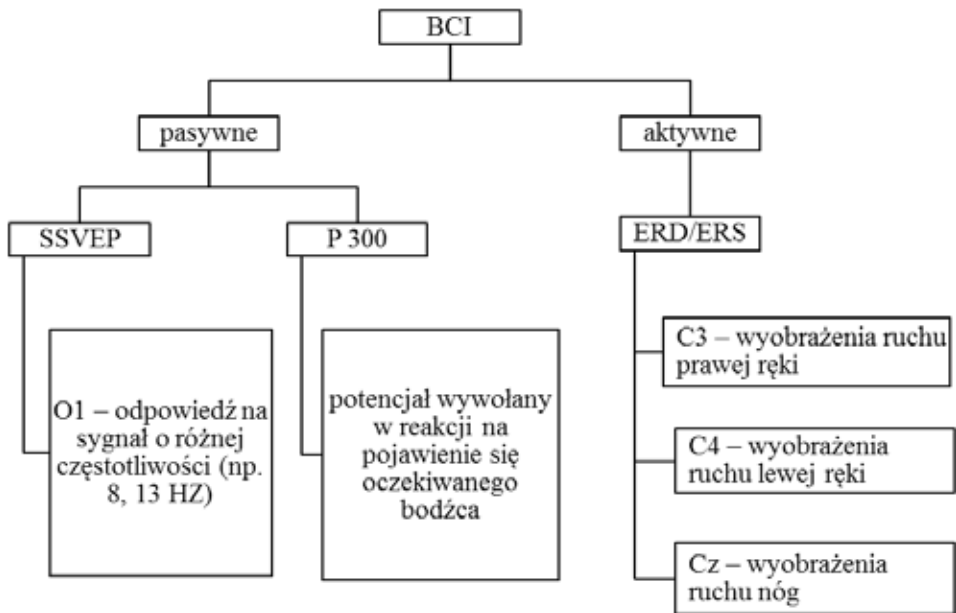 BCI
pasywne
aktywne
SSVEP
P 300
ERD/ERS
O1 – odpowiedź na
sygnał o różnej
częstotliwości (np.
8, 13 HZ)
potencjał wywołany
w reakcji na
pojawienie się
oczekiwanego
bodźca
C3 – wyobrażenia ruchu
prawej ręki
C4 – wyobrażenia
ruchu lewej ręki
Cz – wyobrażenia
ruchu nóg